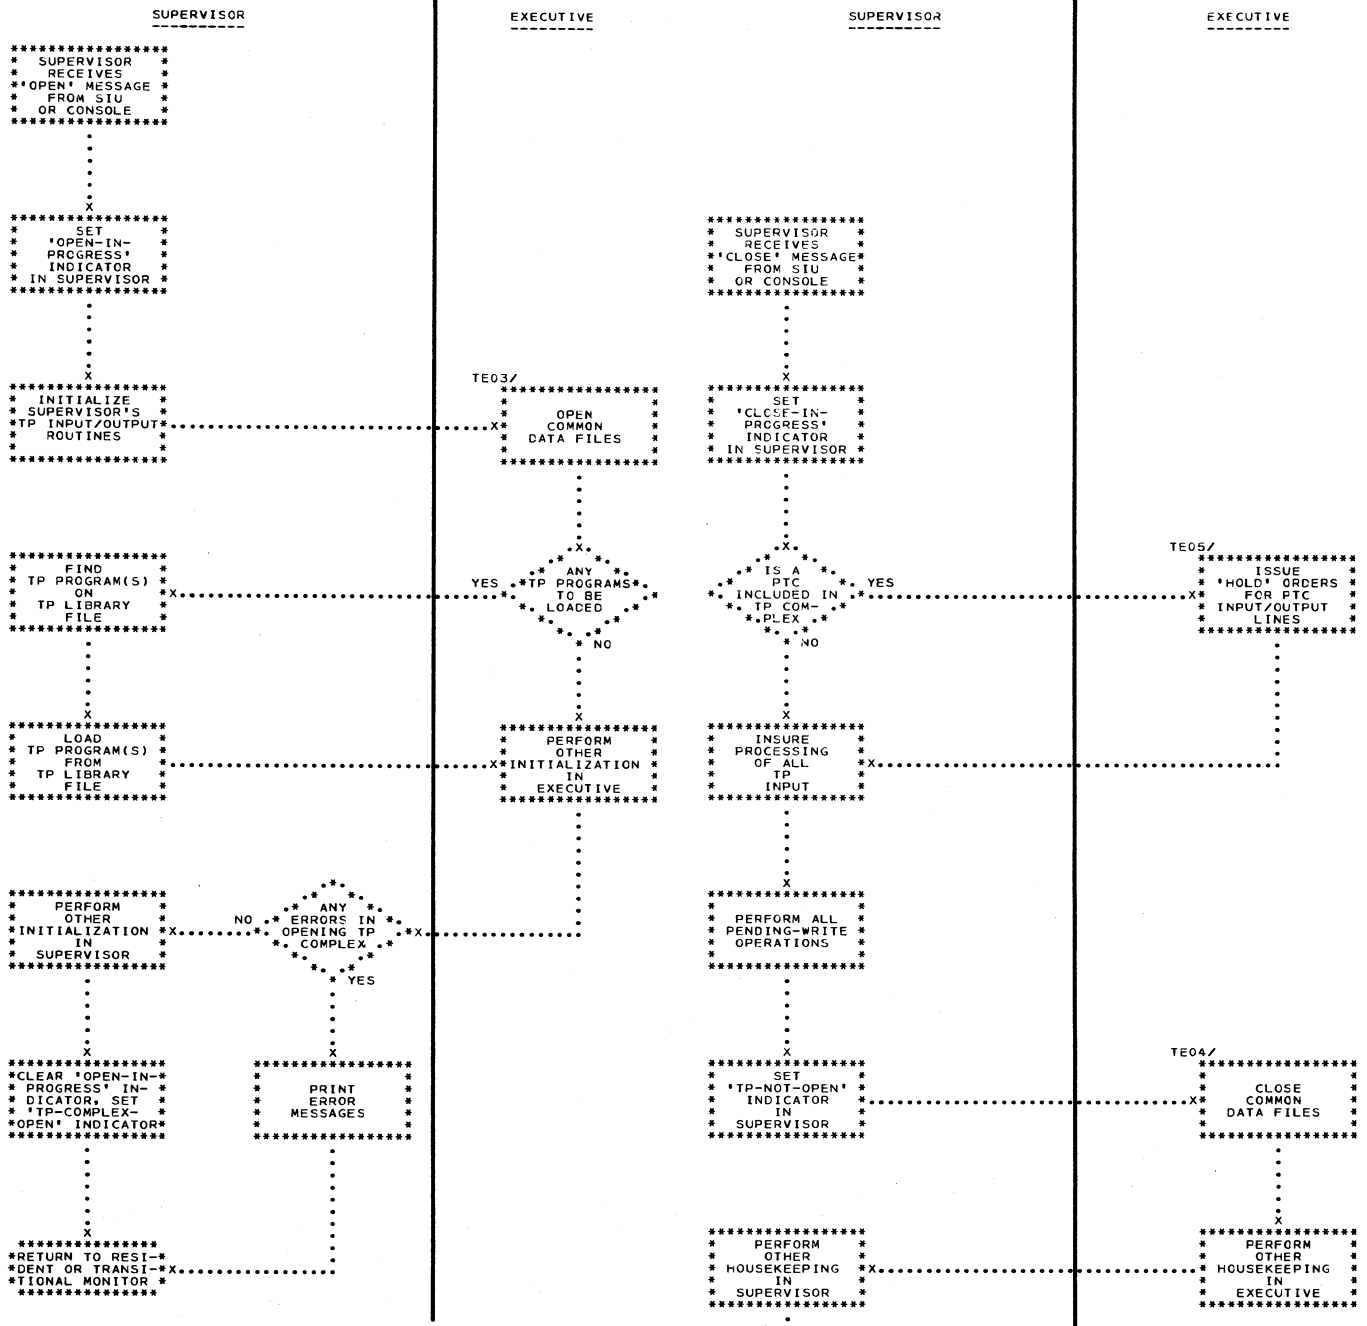 SUPERVISOR
EXECUTIVE
SUPERVISOR
RECEIVES
'OPEN' MESSAGE
FROM SIU
OR CONSOLE
SET
'OPEN-IN-
PROGRESS'
INDICATOR
IN SUPERVISOR
INITIALIZE
SUPERVISOR'S
TP INPUT/OUTPUT
ROUTINES
TE03/
OPEN
COMMON
DATA FILES
ANY
TP PROGRAMS
TO BE
LOADED
YES
NO
FIND
TP PROGRAM(S)
ON
TP LIBRARY
FILE
LOAD
TP PROGRAM(S)
FROM
TP LIBRARY
FILE
PERFORM
OTHER
INITIALIZATION
IN
EXECUTIVE
ANY
ERRORS IN
OPENING TP
COMPLEX
NO
YES
PERFORM
OTHER
INITIALIZATION
IN
SUPERVISOR
CLEAR 'OPEN-IN-
PROGRESS' IN-
DICATOR, SET
'TP-COMPLEX-
OPEN' INDICATOR
PRINT
ERROR
MESSAGES
RETURN TO RESI-
DENT OR TRANSI-
TIONAL MONITOR
SUPERVISOR
EXECUTIVE
SUPERVISOR
RECEIVES
'CLOSE' MESSAGE
FROM SIU
OR CONSOLE
SET
'CLOSE-IN-
PROGRESS'
INDICATOR
IN SUPERVISOR
IS A
PTC
INCLUDED IN
TP COM-
PLEX
YES
NO
TE05/
ISSUE
'HOLD' ORDERS
FOR PTC
INPUT/OUTPUT
LINES
INSURE
PROCESSING
OF ALL
TP
INPUT
PERFORM ALL
PENDING-WRITE
OPERATIONS
SET
'TP-NOT-OPEN'
INDICATOR
IN
SUPERVISOR
TE04/
CLOSE
COMMON
DATA FILES
PERFORM
OTHER
HOUSEKEEPING
IN
EXECUTIVE
PERFORM
OTHER
HOUSEKEEPING
IN
SUPERVISOR